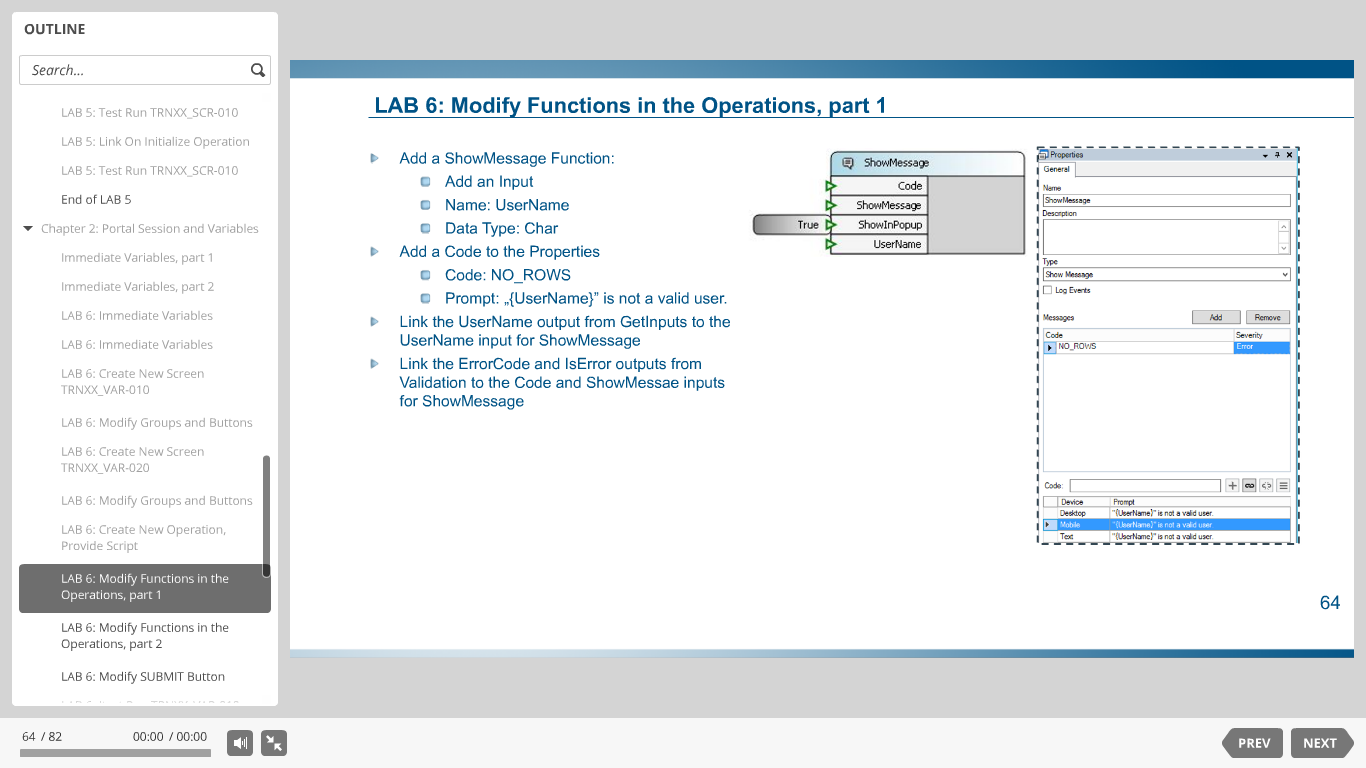 OUTLINE
Search...
LAB 5: Test Run TRNXX_SCR-010
LAB 5: Link On Initialize Operation
LAB 5: Test Run TRNXX_SCR-010
End of LAB 5
Chapter 2: Portal Session and Variables
Immediate Variables, part 1
Immediate Variables, part 2
LAB 6: Immediate Variables
LAB 6: Immediate Variables
LAB 6: Create New Screen
TRNXX_VAR-010
LAB 6: Modify Groups and Buttons
LAB 6: Create New Screen
TRNXX_VAR-020
LAB 6: Modify Groups and Buttons
LAB 6: Create New Operation,
Provide Script
LAB 6: Modify Functions in the
Operations, part 1
LAB 6: Modify Functions in the
Operations, part 2
LAB 6: Modify SUBMIT Button
LAB 6: Modify Functions in the Operations, part 1
Add a ShowMessage Function:
Add an Input
Name: UserName
Data Type: Char
Add a Code to the Properties
Code: NO_ROWS
Prompt: „{UserName}” is not a valid user.
Link the UserName output from GetInputs to the
UserName input for ShowMessage
Link the ErrorCode and IsError outputs from
Validation to the Code and ShowMessae inputs
for ShowMessage
ShowMessage
Code
ShowMessage
True ShowInPopup
UserName
Properties
General
Name
ShowMessage
Description
Type
Show Message
Log Events
Messages Add Remove
Code Severity
NO_ROWS Error
Code:
Device Prompt
Desktop "{UserName}" is not a valid user.
Mobile "{UserName}" is not a valid user.
Text "{UserName}" is not a valid user.
64
64 / 82 00:00 / 00:00
PREV NEXT